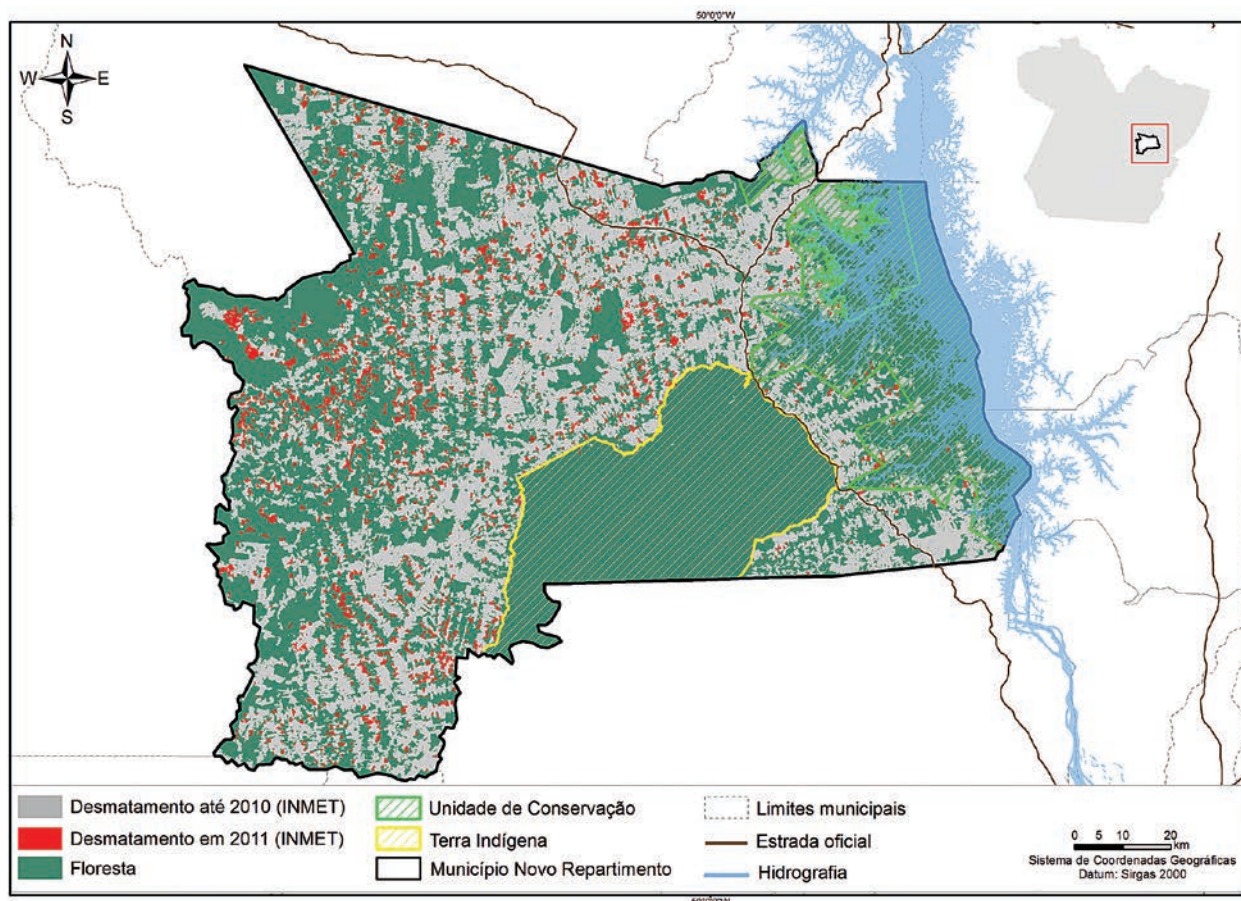 50°0'0"W
N
W E
S
Desmatamento até 2010 (INMET)
Desmatamento em 2011 (INMET)
Floresta
Unidade de Conservação
Terra Indígena
Município Novo Repartimento
Limites municipais
Estrada oficial
Hidrografia
0 5 10 20
km
Sistema de Coordenadas Geográficas
Datum: Sirgas 2000